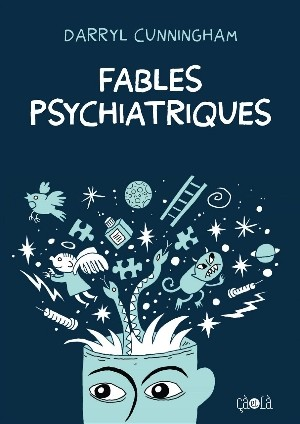 DARRYL CUNNINGHAM
FABLES
PSYCHIATRIQUES
çà et là